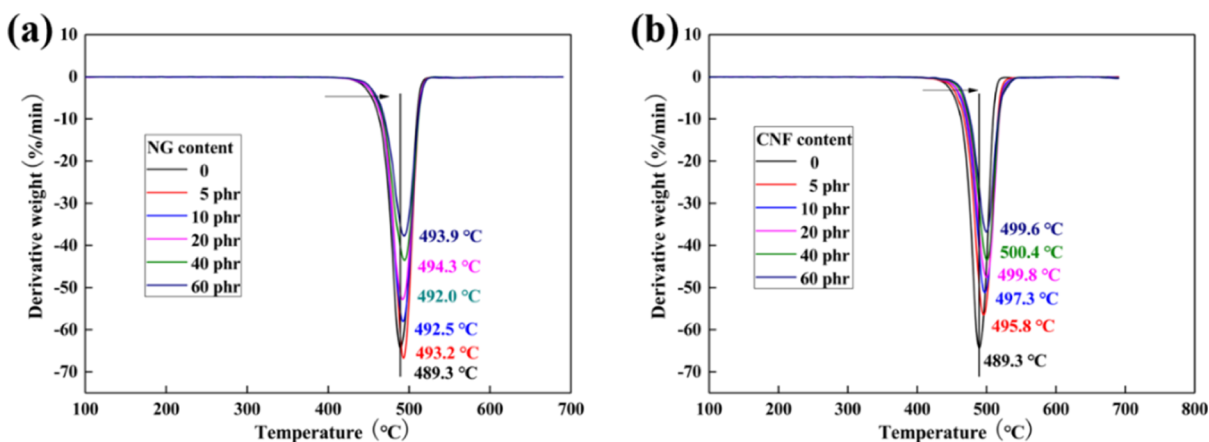 (a)
10
0
-10
-20
-30
-40
-50
-60
-70
Derivative weight (%/min)
NG content
0
5 phr
10 phr
20 phr
40 phr
60 phr
493.9 °C
494.3 °C
492.0 °C
492.5 °C
493.2 °C
489.3 °C
100 200 300 400 500 600 700
Temperature (°C)
(b)
10
0
-10
-20
-30
-40
-50
-60
-70
Derivative weight (%/min)
CNF content
0
5 phr
10 phr
20 phr
40 phr
60 phr
499.6 °C
500.4 °C
499.8 °C
497.3 °C
495.8 °C
489.3 °C
100 200 300 400 500 600 700 800
Temperature (°C)